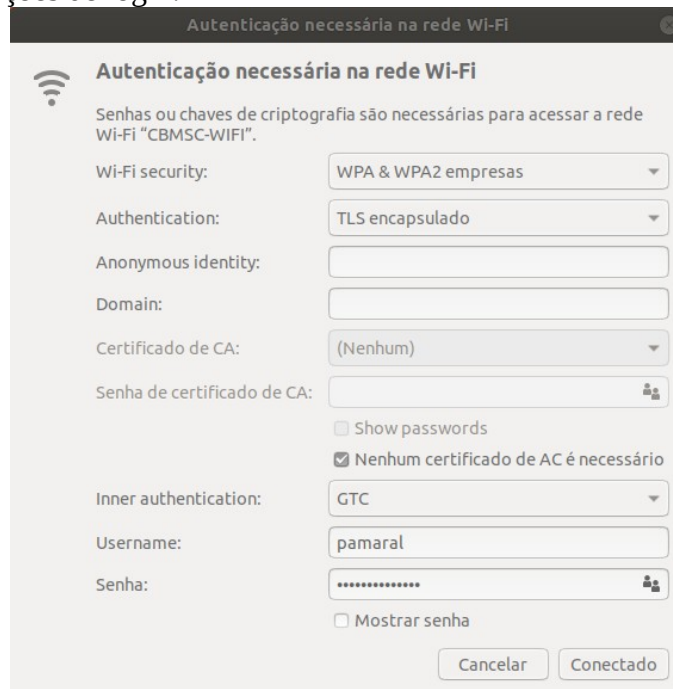 Autenticação necessária na rede Wi-Fi
Autenticação necessária na rede Wi-Fi
Senhas ou chaves de criptografia são necessárias para acessar a rede
Wi-Fi “CBMSC-WIFI”.
Wi-Fi security: WPA & WPA2 empresas
Authentication: TLS encapsulado
Anonymous identity:
Domain:
Certificado de CA: (Nenhum)
Senha de certificado de CA:
Show passwords
Nenhum certificado de AC é necessário
Inner authentication: GTC
Username: pamaral
Senha: ••••••••••••••
Mostrar senha
Cancelar Conectado